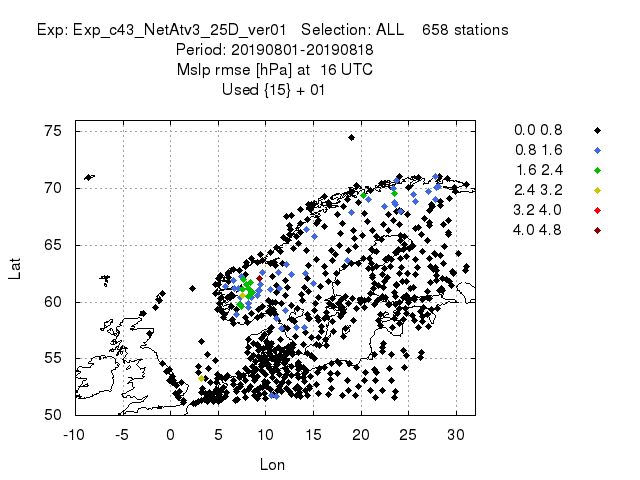 Exp: Exp_c43_NetAtv3_25D_ver01   Selection: ALL    658 stations
Period: 20190801-20190818
Mslp rmse [hPa] at  16 UTC
Used {15} + 01
0.0 0.8
0.8 1.6
1.6 2.4
2.4 3.2
3.2 4.0
4.0 4.8
75
70
65
60
55
50
Lat
-10 -5 0 5 10 15 20 25 30
Lon